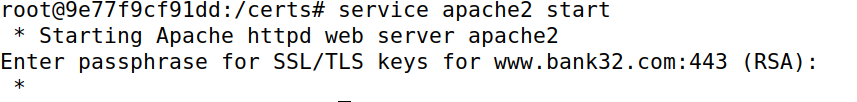 root@9e77f9cf91dd:/certs# service apache2 start
 * Starting Apache httpd web server apache2
Enter passphrase for SSL/TLS keys for www.bank32.com:443 (RSA):
 *